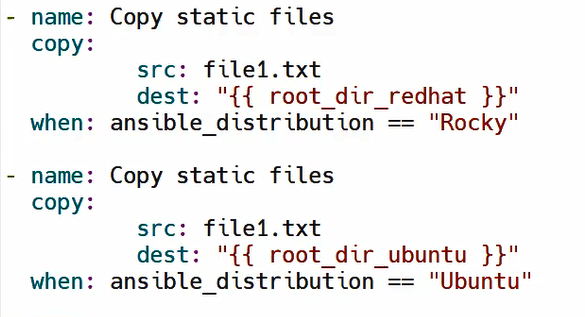 - name: Copy static files
  copy:
          src: file1.txt
          dest: "{{ root_dir_redhat }}"
  when: ansible_distribution == "Rocky"

- name: Copy static files
  copy:
          src: file1.txt
          dest: "{{ root_dir_ubuntu }}"
  when: ansible_distribution == "Ubuntu"